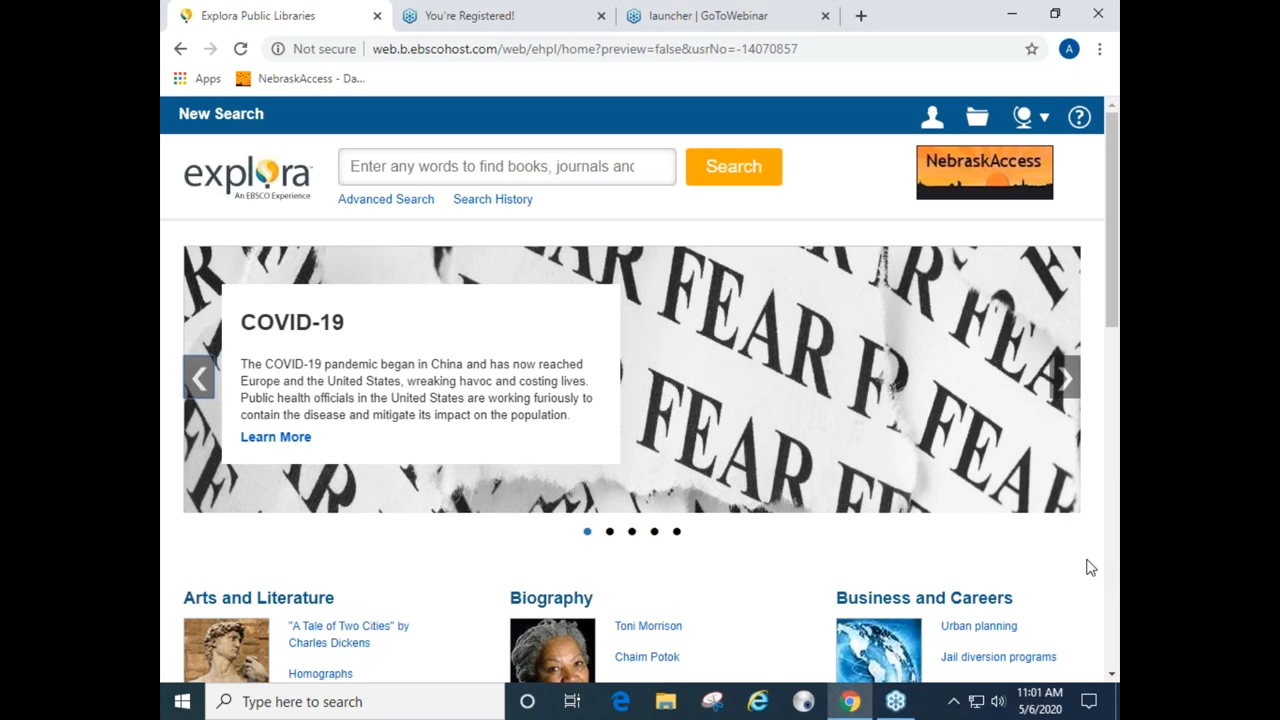 Explora Public Libraries
You're Registered!
launcher | GoToWebinar
Not secure web.b.ebscohost.com/web/ehpl/home?preview=false&usrNo=-14070857
A
Apps
NebraskAccess - Da...
New Search
explora
An EBSCO Experience
Enter any words to find books, journals and
Search
Advanced Search
Search History
NebraskAccess
FEAR
FEAR
FEAR
FEAR
COVID-19
The COVID-19 pandemic began in China and has now reached
Europe and the United States, wreaking havoc and costing lives.
Public health officials in the United States are working furiously to
contain the disease and mitigate its impact on the population.
Learn More
Arts and Literature
"A Tale of Two Cities" by
Charles Dickens
Homographs
Biography
Toni Morrison
Chaim Potok
Business and Careers
Urban planning
Jail diversion programs
Type here to search
11:01 AM
5/6/2020